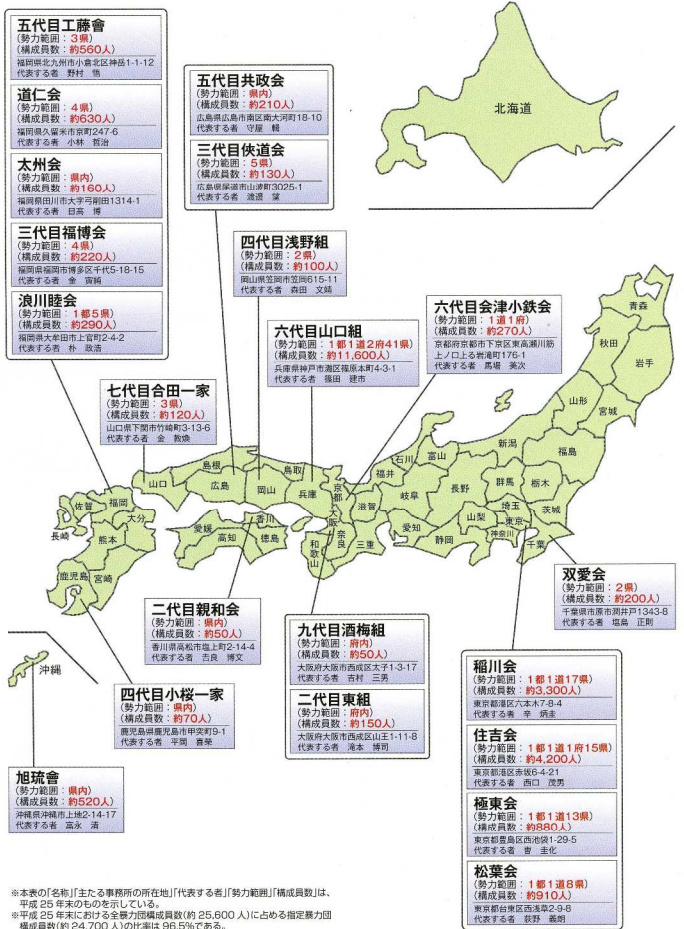 五代目工藤會
(勢力範囲：3県)
(構成員数：約560人)
福岡県北九州市小倉北区神岳1-1-12
代表する者 野村 悟
道仁会
(勢力範囲：4県)
(構成員数：約630人)
福岡県久留米市京町247-6
代表する者 小林 哲治
太州会
(勢力範囲：県内)
(構成員数：約160人)
福岡県田川市大字弓削田1314-1
代表する者 日高 博
三代目福博会
(勢力範囲：4県)
(構成員数：約220人)
福岡県福岡市博多区千代5-18-15
代表する者 金 寅純
浪川睦会
(勢力範囲：1都5県)
(構成員数：約290人)
福岡県大牟田市上官町2-4-2
代表する者 朴 政浩
五代目共政会
(勢力範囲：県内)
(構成員数：約210人)
広島県広島市南区南大河町18-10
代表する者 守屋 輯
三代目俠道会
(勢力範囲：5県)
(構成員数：約130人)
広島県尾道市山波町3025-1
代表する者 渡邊 望
四代目浅野組
(勢力範囲：2県)
(構成員数：約100人)
岡山県笠岡市笠岡615-11
代表する者 森田 文靖
六代目山口組
(勢力範囲：1都1道2府41県)
(構成員数：約11,600人)
兵庫県神戸市灘区篠原本町4-3-1
代表する者 篠田 建市
六代目会津小鉄会
(勢力範囲：1道1府)
(構成員数：約270人)
京都府京都市下京区東高瀬川筋
上ノ口上る岩滝町176-1
代表する者 馬場 美次
七代目合田一家
(勢力範囲：3県)
(構成員数：約120人)
山口県下関市竹崎町3-13-6
代表する者 金 教煥
北海道
青森
秋田
岩手
山形
宮城
新潟
福島
石川
富山
福井
群馬
栃木
長野
岐阜
埼玉
茨城
山梨
東京
神奈川
千葉
愛知
静岡
滋賀
京都
大阪
奈良
三重
和歌山
兵庫
鳥取
島根
岡山
広島
山口
香川
愛媛
高知
徳島
福岡
佐賀
大分
長崎
熊本
宮崎
鹿児島
沖縄
双愛会
(勢力範囲：2県)
(構成員数：約200人)
千葉県市原市潤井戸1343-8
代表する者 塩島 正則
二代目親和会
(勢力範囲：県内)
(構成員数：約50人)
香川県高松市塩上町2-14-4
代表する者 吉良 博文
九代目酒梅組
(勢力範囲：府内)
(構成員数：約50人)
大阪府大阪市西成区太子1-3-17
代表する者 吉村 三男
二代目東組
(勢力範囲：府内)
(構成員数：約150人)
大阪府大阪市西成区山王1-11-8
代表する者 滝本 博司
四代目小桜一家
(勢力範囲：県内)
(構成員数：約70人)
鹿児島県鹿児島市甲突町9-1
代表する者 平岡 喜榮
旭琉會
(勢力範囲：県内)
(構成員数：約520人)
沖縄県沖縄市上地2-14-17
代表する者 富永 清
稲川会
(勢力範囲：1都1道17県)
(構成員数：約3,300人)
東京都港区六本木7-8-4
代表する者 辛 炳圭
住吉会
(勢力範囲：1都1道1府15県)
(構成員数：約4,200人)
東京都港区赤坂6-4-21
代表する者 西口 茂男
極東会
(勢力範囲：1都1道13県)
(構成員数：約880人)
東京都豊島区西池袋1-29-5
代表する者 曺 圭化
松葉会
(勢力範囲：1都1道8県)
(構成員数：約910人)
東京都台東区西浅草2-9-8
代表する者 荻野 義朗
※本表の「名称」「主たる事務所の所在地」「代表する者」「勢力範囲」「構成員数」は、
平成25年末のものを示している。
※平成25年末における全暴力団構成員数(約25,600人)に占める指定暴力団
構成員数(約24,700人)の比率は96.5%である。